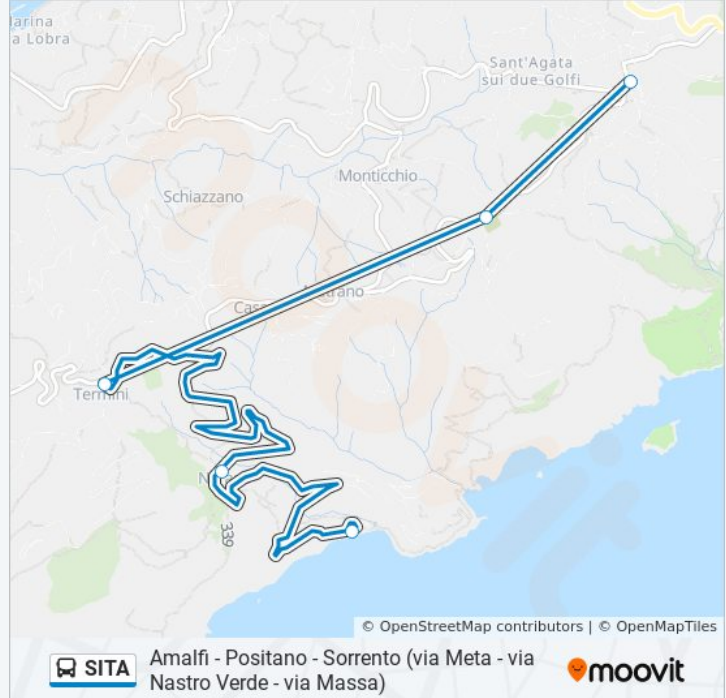 Marina
a Lobra
Sant'Agata
sui due Golfi
Monticchio
Schiazzano
Termini
339
© OpenStreetMap contributors | © OpenMapTiles
SITA
Amalfi - Positano - Sorrento (via Meta - via
Nastro Verde - via Massa)
moovit